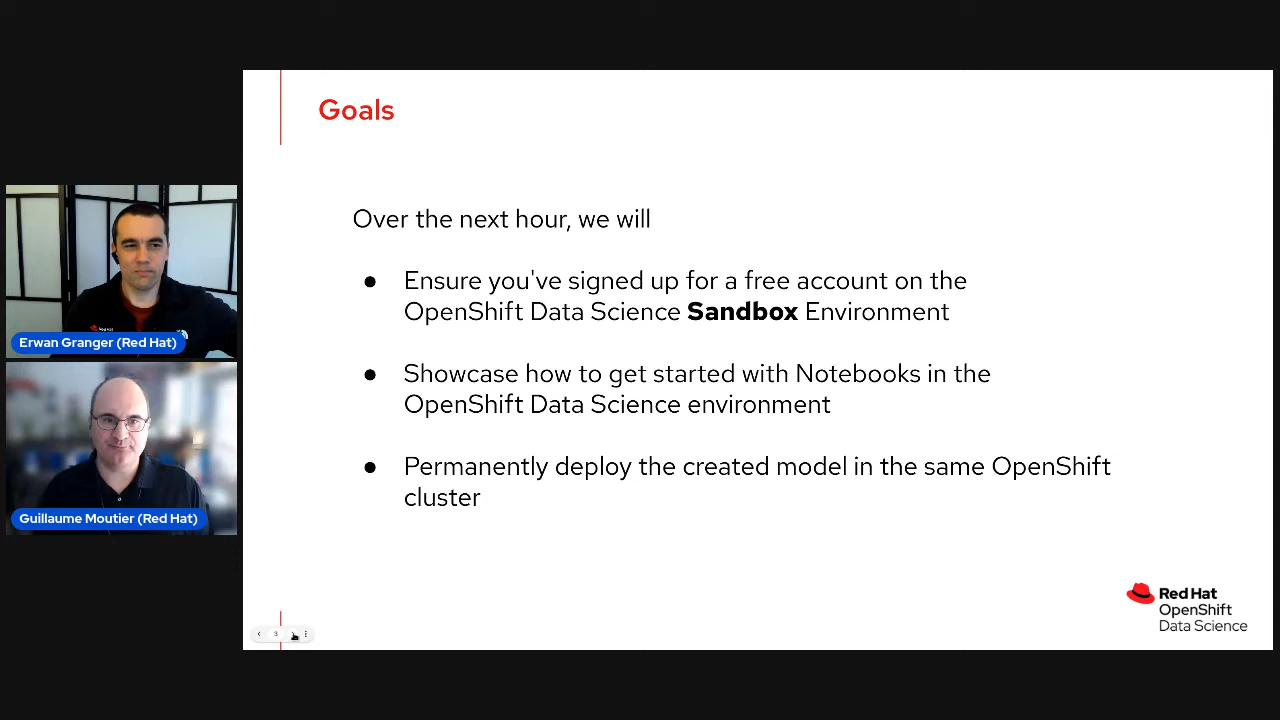 Goals
Over the next hour, we will
● Ensure you've signed up for a free account on the
OpenShift Data Science Sandbox Environment
● Showcase how to get started with Notebooks in the
OpenShift Data Science environment
● Permanently deploy the created model in the same OpenShift
cluster
Red Hat
Erwan Granger (Red Hat)
Guillaume Moutier (Red Hat)
3
Red Hat
OpenShift
Data Science